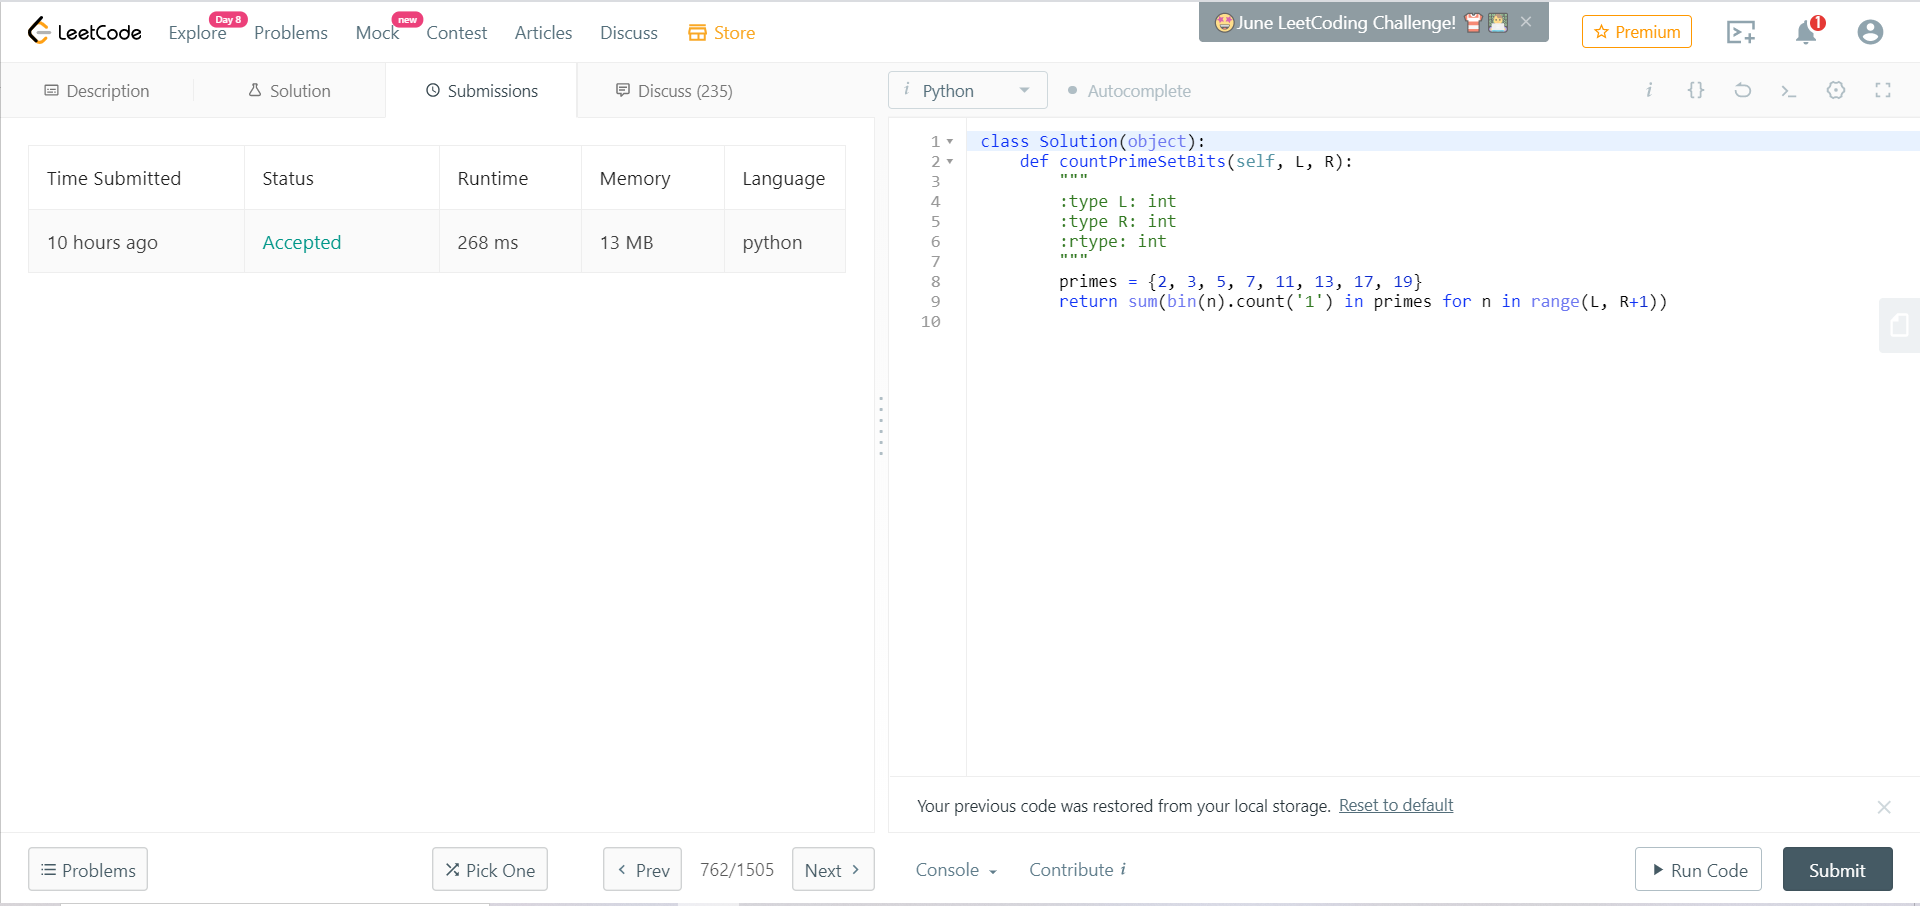 LeetCode Explore Day 8 Problems Mock new Contest Articles Discuss Store 🤩June LeetCoding Challenge! Premium 1
Description Solution Submissions Discuss (235) i Python Autocomplete i {}
Time Submitted Status Runtime Memory Language
10 hours ago Accepted 268 ms 13 MB python
1 class Solution(object):
2 def countPrimeSetBits(self, L, R):
3 """
4 :type L: int
5 :type R: int
6 :rtype: int
7 """
8 primes = {2, 3, 5, 7, 11, 13, 17, 19}
9 return sum(bin(n).count('1') in primes for n in range(L, R+1))
10
Your previous code was restored from your local storage. Reset to default
Problems Pick One Prev 762/1505 Next Console Contribute i Run Code Submit